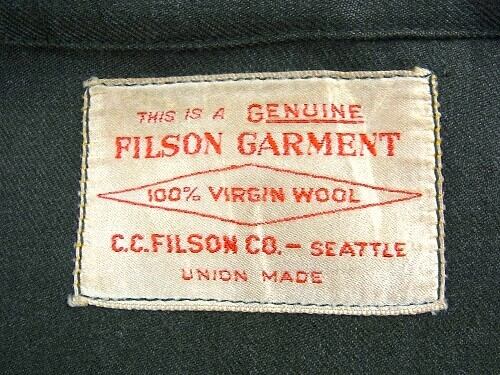 THIS IS A GENUINE
FILSON GARMENT
100% VIRGIN WOOL
C.C. FILSON CO. — SEATTLE
UNION MADE